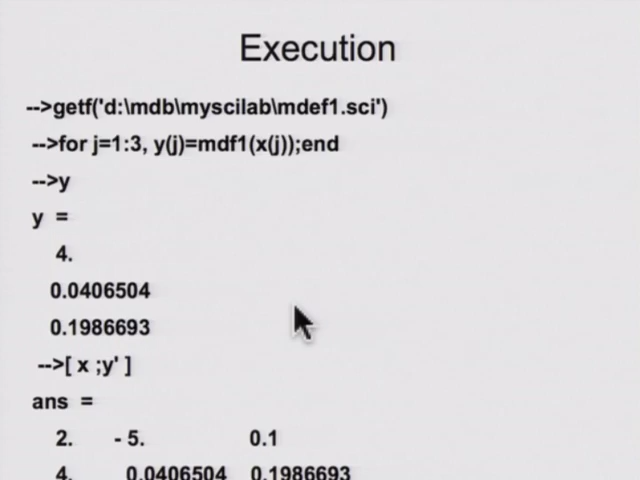 Execution
-->getf('d:\mdb\myscilab\mdef1.sci')
-->for j=1:3, y(j)=mdf1(x(j));end
-->y
y =
4.
0.0406504
0.1986693
-->[ x ;y' ]
ans =
2. - 5. 0.1
4. 0.0406504 0.1986693